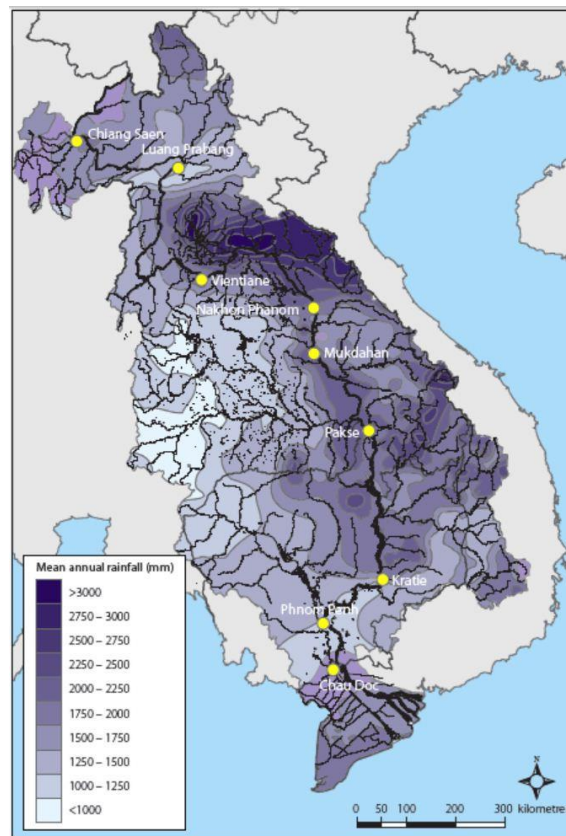 Chiang Saen
Luang Prabang
Vientiane
Nakhon Phanom
Mukdahan
Pakse
Kratie
Phnom Penh
Chau Doc
Mean annual rainfall (mm)
>3000
2750 – 3000
2500 – 2750
2250 – 2500
2000 – 2250
1750 – 2000
1500 – 1750
1250 – 1500
1000 – 1250
<1000
N
0 50 100 200 300 kilometre